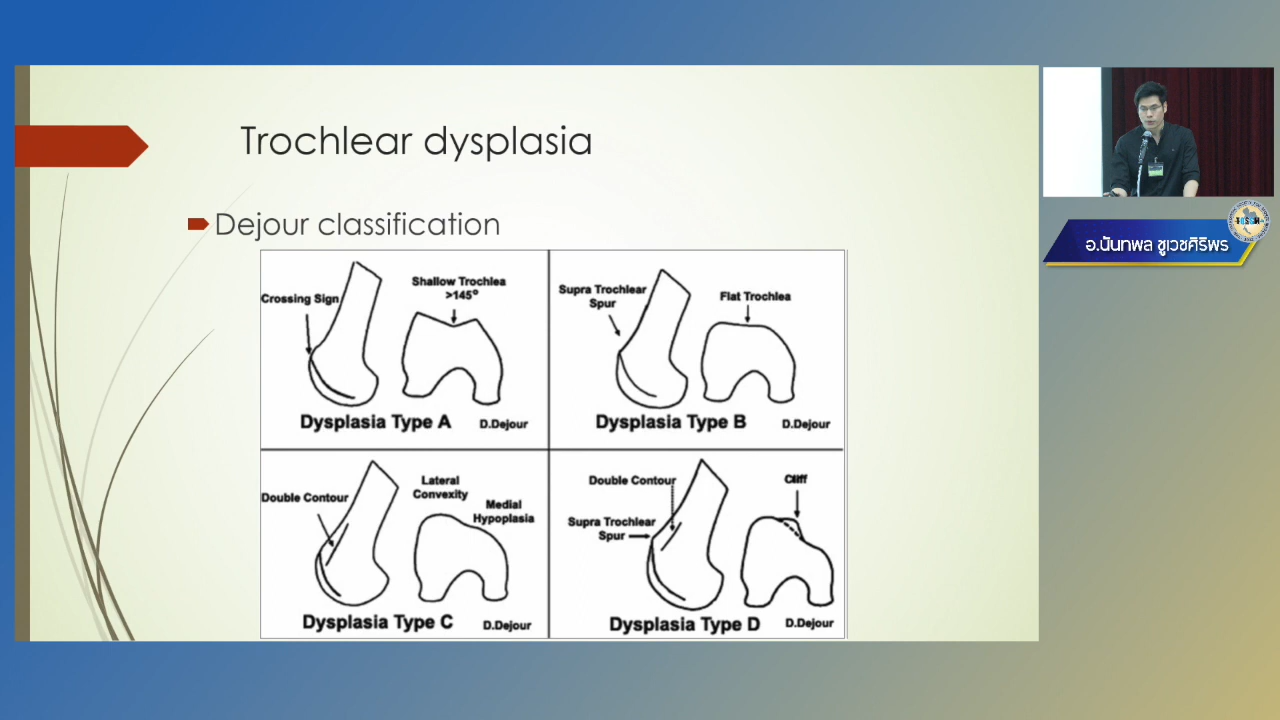 Trochlear dysplasia
Dejour classification
Crossing Sign
Shallow Trochlea
>145°
Dysplasia Type A
D.Dejour
Supra Trochlear
Spur
Flat Trochlea
Dysplasia Type B
D.Dejour
Double Contour
Lateral
Convexity
Medial
Hypoplasia
Dysplasia Type C
D.Dejour
Double Contour
Cliff
Supra Trochlear
Spur
Dysplasia Type D
D.Dejour
อ.นันทพล ชูเวชศิริพร